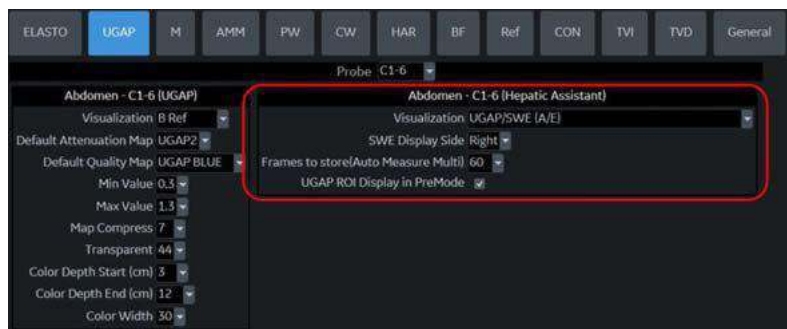 ELASTO UGAP M AMM PW CW HAR BF Ref CON TVI TVD General
Probe C1-6
Abdomen - C1-6 (UGAP)
Visualization B Ref
Default Attenuation Map UGAP2
Default Quality Map UGAP BLUE
Min Value 0.3
Max Value 1.3
Map Compress 7
Transparent 44
Color Depth Start (cm) 3
Color Depth End (cm) 12
Color Width 30
Abdomen - C1-6 (Hepatic Assistant)
Visualization UGAP/SWE (A/E)
SWE Display Side Right
Frames to store(Auto Measure Multi) 60
UGAP ROI Display in PreMode